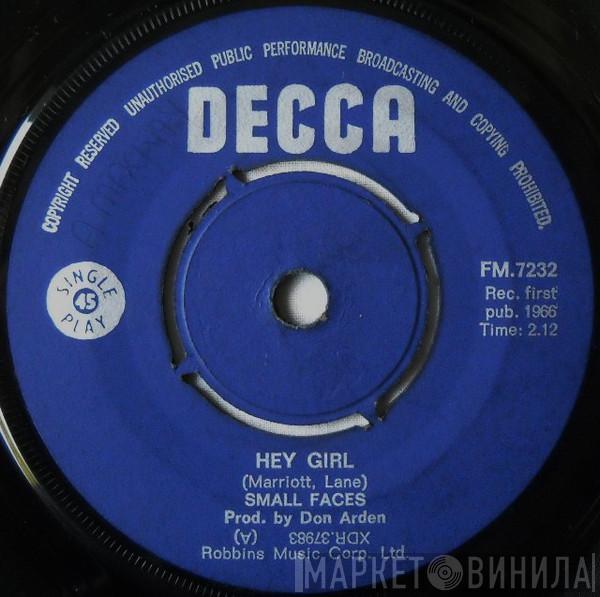 COPYRIGHT RESERVED UNAUTHORISED PUBLIC PERFORMANCE BROADCASTING AND COPYING PROHIBITED.
DECCA
SINGLE
45
PLAY
FM.7232
Rec. first
pub. 1966
Time: 2.12
HEY GIRL
(Marriott, Lane)
SMALL FACES
Prod. by Don Arden
(A) XDR.37983
Robbins Music Corp. Ltd.
МАРКЕТ ВИНИЛА